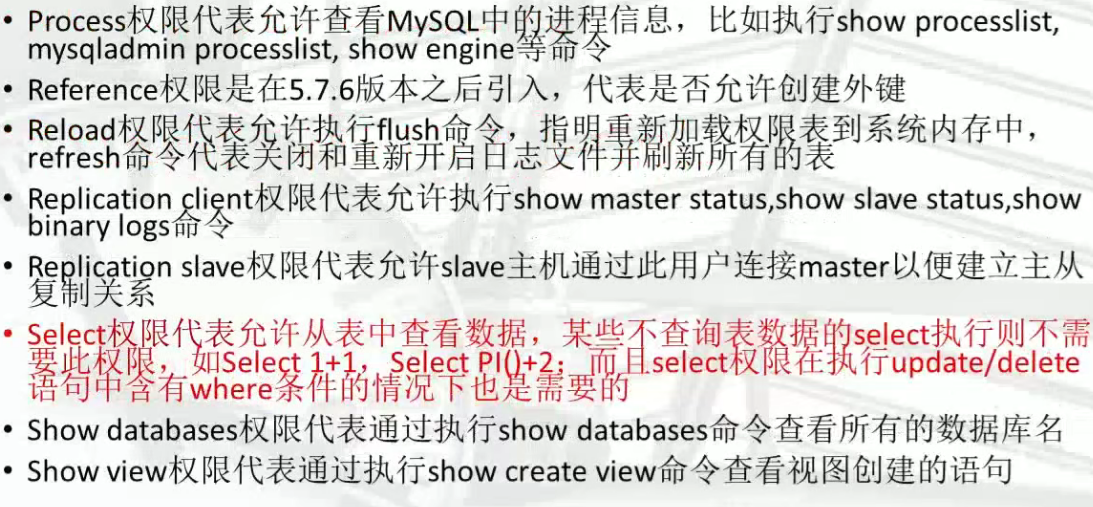 • Process权限代表允许查看MySQL中的进程信息，比如执行show processlist,
mysqladmin processlist, show engine等命令
• Reference权限是在5.7.6版本之后引入，代表是否允许创建外键
• Reload权限代表允许执行flush命令，指明重新加载权限表到系统内存中，
refresh命令代表关闭和重新开启日志文件并刷新所有的表
• Replication client权限代表允许执行show master status,show slave status,show
binary logs命令
• Replication slave权限代表允许slave主机通过此用户连接master以便建立主从
复制关系
• Select权限代表允许从表中查看数据，某些不查询表数据的select执行则不需
要此权限，如Select 1+1，Select PI()+2；而且select权限在执行update/delete
语句中含有where条件的情况下也是需要的
• Show databases权限代表通过执行show databases命令查看所有的数据库名
• Show view权限代表通过执行show create view命令查看视图创建的语句